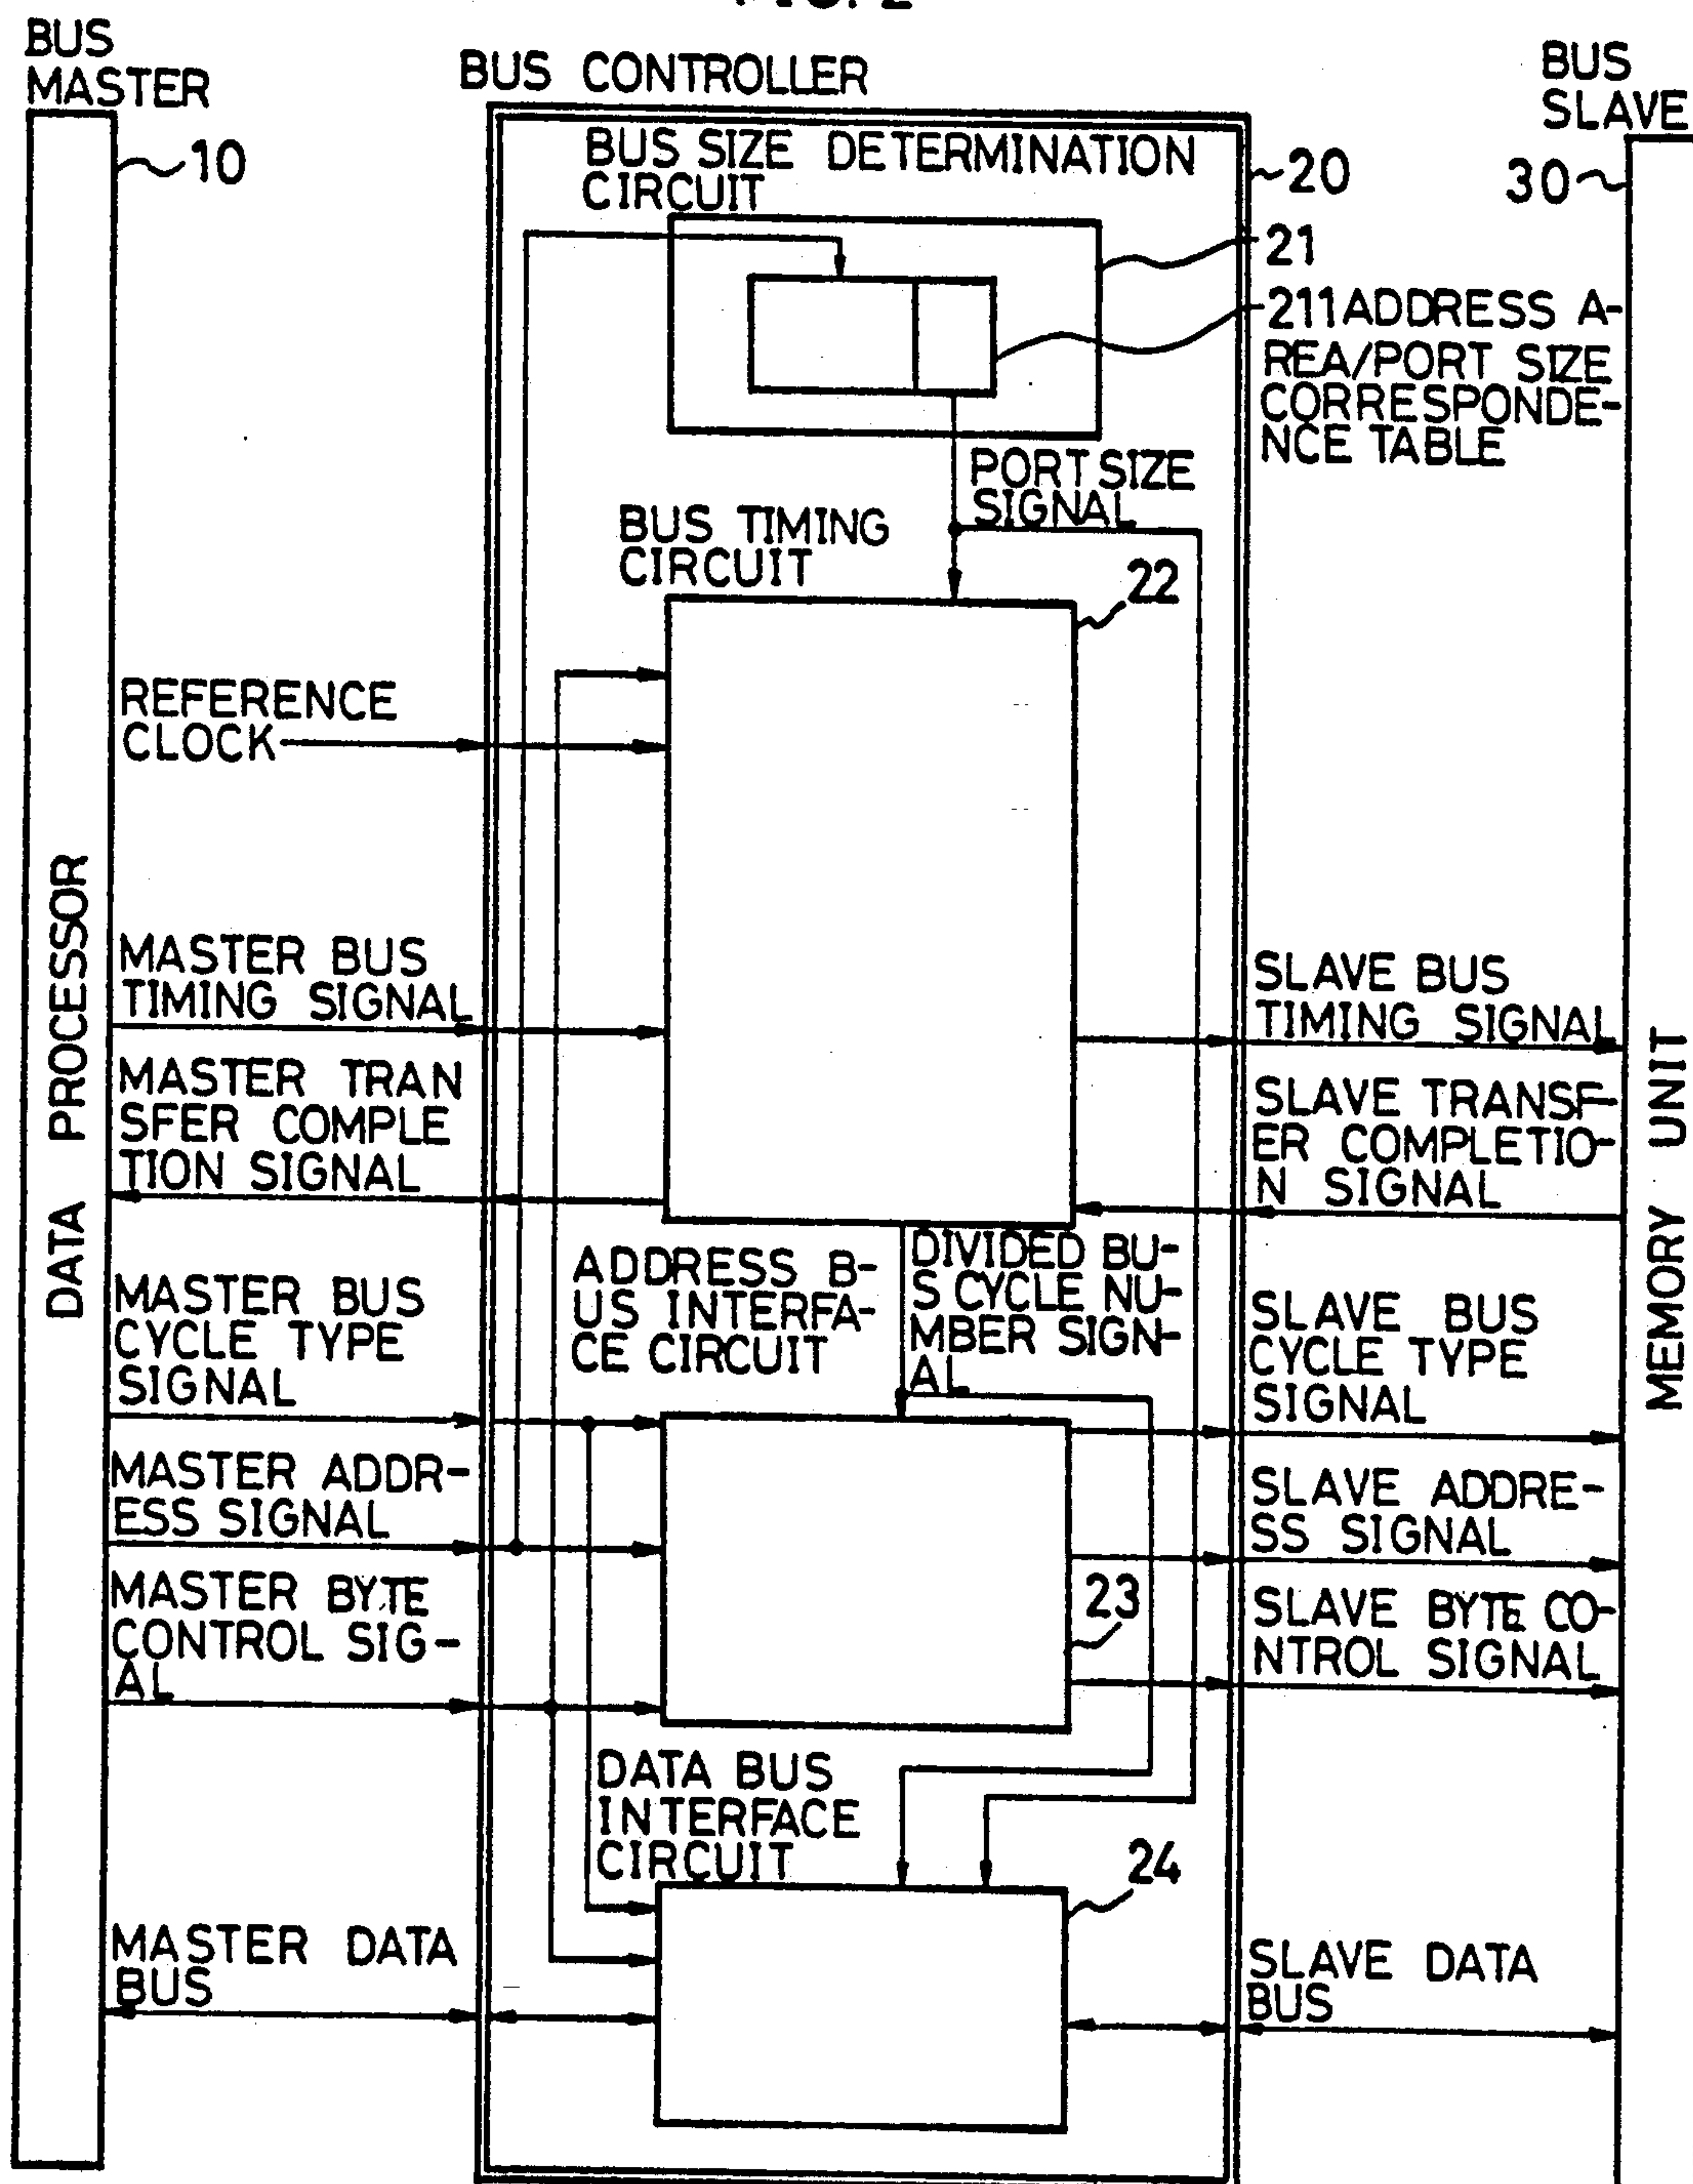 BUS
MASTER
10
BUS CONTROLLER
BUS
SLAVE
30
20
BUS SIZE DETERMINATION
CIRCUIT
21
211 ADDRESS A-
REA/PORT SIZE
CORRESPONDE-
NCE TABLE
PORT SIZE
SIGNAL
BUS TIMING
CIRCUIT
22
REFERENCE
CLOCK
DATA PROCESSOR
MASTER BUS
TIMING SIGNAL
MASTER TRAN
SFER COMPLE
TION SIGNAL
SLAVE BUS
TIMING SIGNAL
SLAVE TRANSF-
ER COMPLETIO-
N SIGNAL
MEMORY UNIT
MASTER BUS
CYCLE TYPE
SIGNAL
ADDRESS B-
US INTERFA-
CE CIRCUIT
DIVIDED BU-
S CYCLE NU-
MBER SIGN-
AL
SLAVE BUS
CYCLE TYPE
SIGNAL
MASTER ADDR-
ESS SIGNAL
SLAVE ADDRE-
SS SIGNAL
MASTER BYTE
CONTROL SIG-
AL
23
SLAVE BYTE CO-
NTROL SIGNAL
DATA BUS
INTERFACE
CIRCUIT
24
MASTER DATA
BUS
SLAVE DATA
BUS